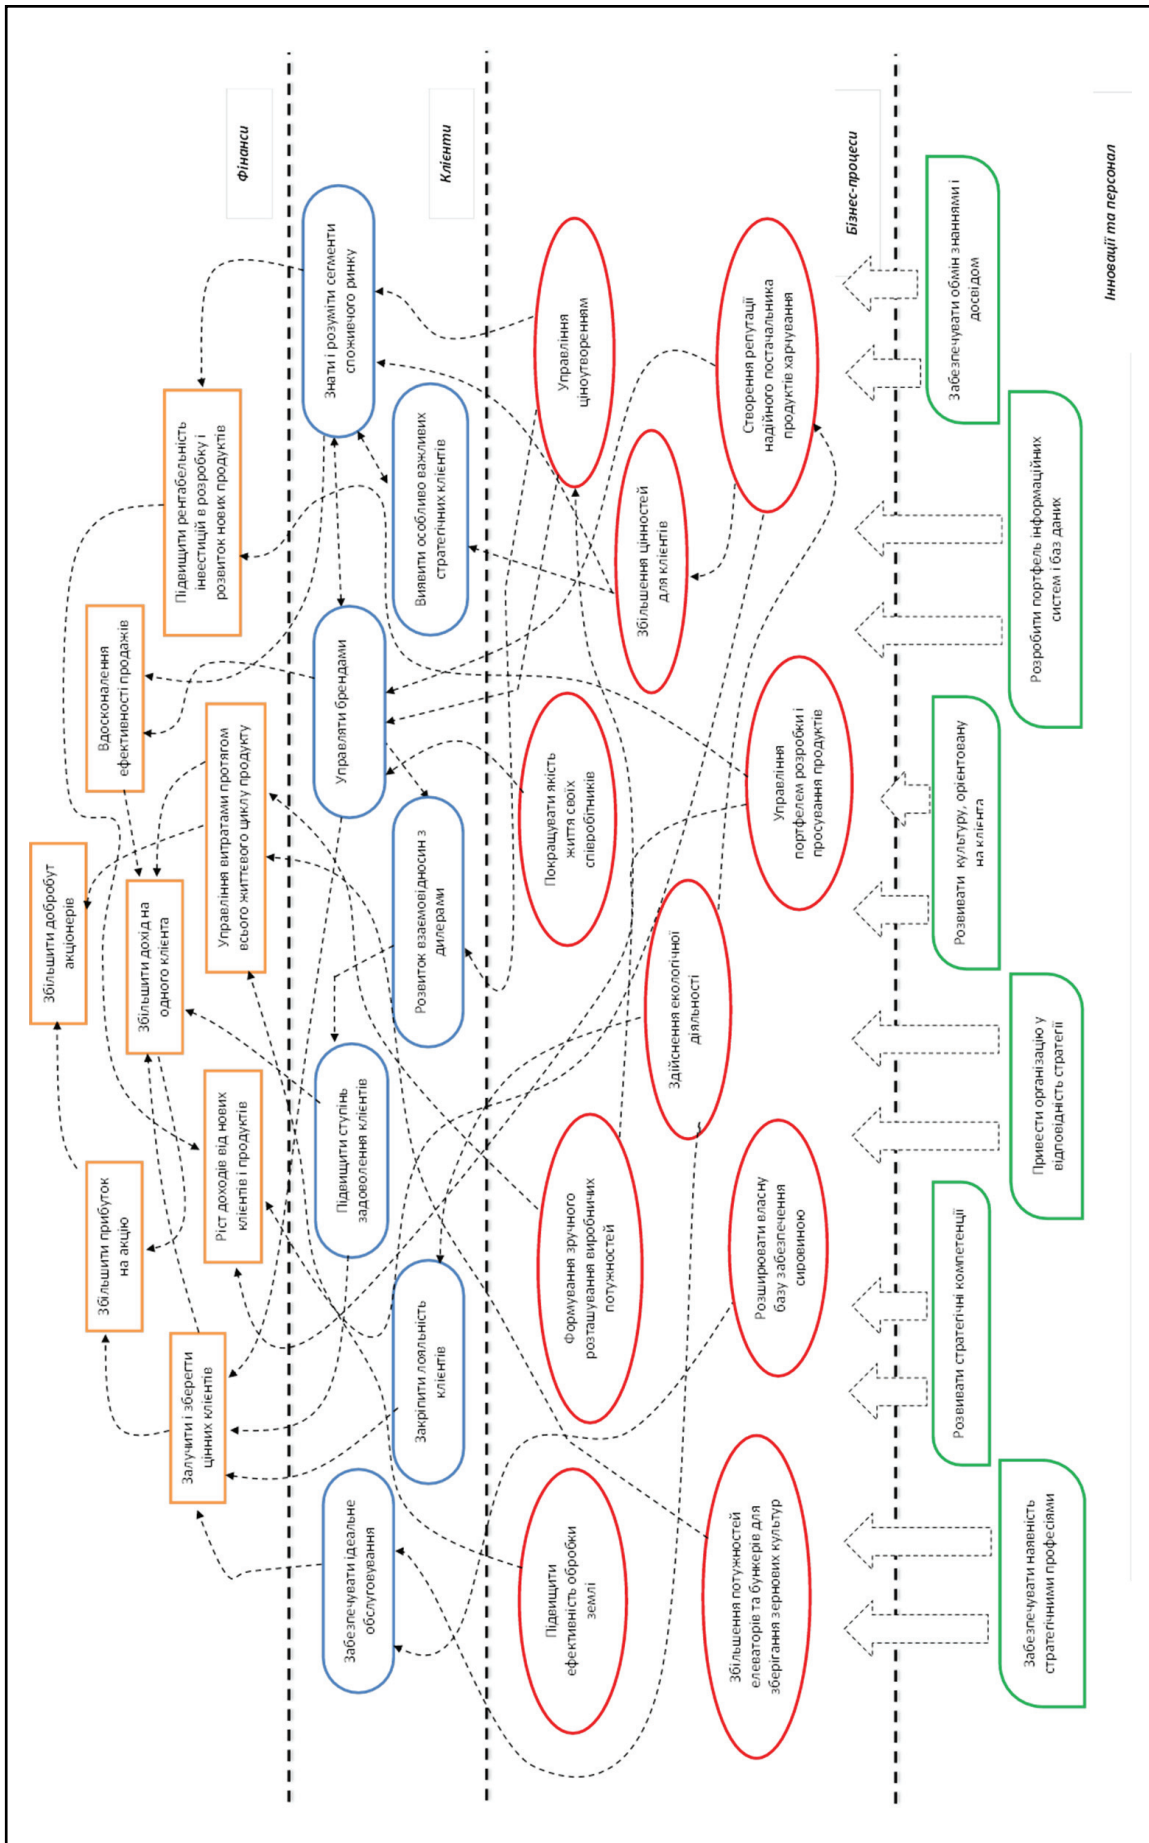 Збільшити добробут
акціонерів
Збільшити прибуток
на акцію
Вдосконалення
ефективності продажів
Збільшити дохід на
одного клієнта
Залучити і зберегти
цінних клієнтів
Ріст доходів від нових
клієнтів і продуктів
Управління витратами протягом
всього життєвого циклу продукту
Підвищити рентабельність
інвестицій в розробку і
розвиток нових продуктів
Фінанси
Забезпечувати ідеальне
обслуговування
Підвищити ступінь
задоволення клієнтів
Управляти брендами
Знати і розуміти сегменти
споживчого ринку
Закріпити лояльність
клієнтів
Розвиток взаємовідносин з
дилерами
Виявити особливо важливих
стратегічних клієнтів
Клієнти
Підвищити
ефективність обробки
землі
Формування зручного
розташування виробничих
потужностей
Покращувати якість
життя своїх
співробітників
Управління
ціноутворенням
Здійснення екологічної
діяльності
Збільшення цінностей
для клієнтів
Збільшення потужностей
елеваторів та бункерів для
зберігання зернових культур
Розширювати власну
базу забезпечення
сировиною
Управління
портфелем розробки і
просування продуктів
Створення репутації
надійного постачальника
продуктів харчування
Бізнес-процеси
Забезпечувати наявність
стратегічними професіями
Розвивати стратегічні компетенції
Привести організацію у
відповідність стратегії
Розвивати культуру, орієнтовану
на клієнта
Розробити портфель інформаційних
систем і баз даних
Забезпечувати обмін знаннями і
досвідом
Інновації та персонал